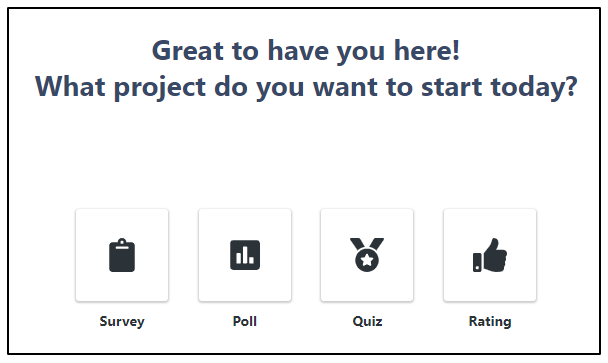 Great to have you here!
What project do you want to start today?
Survey
Poll
Quiz
Rating